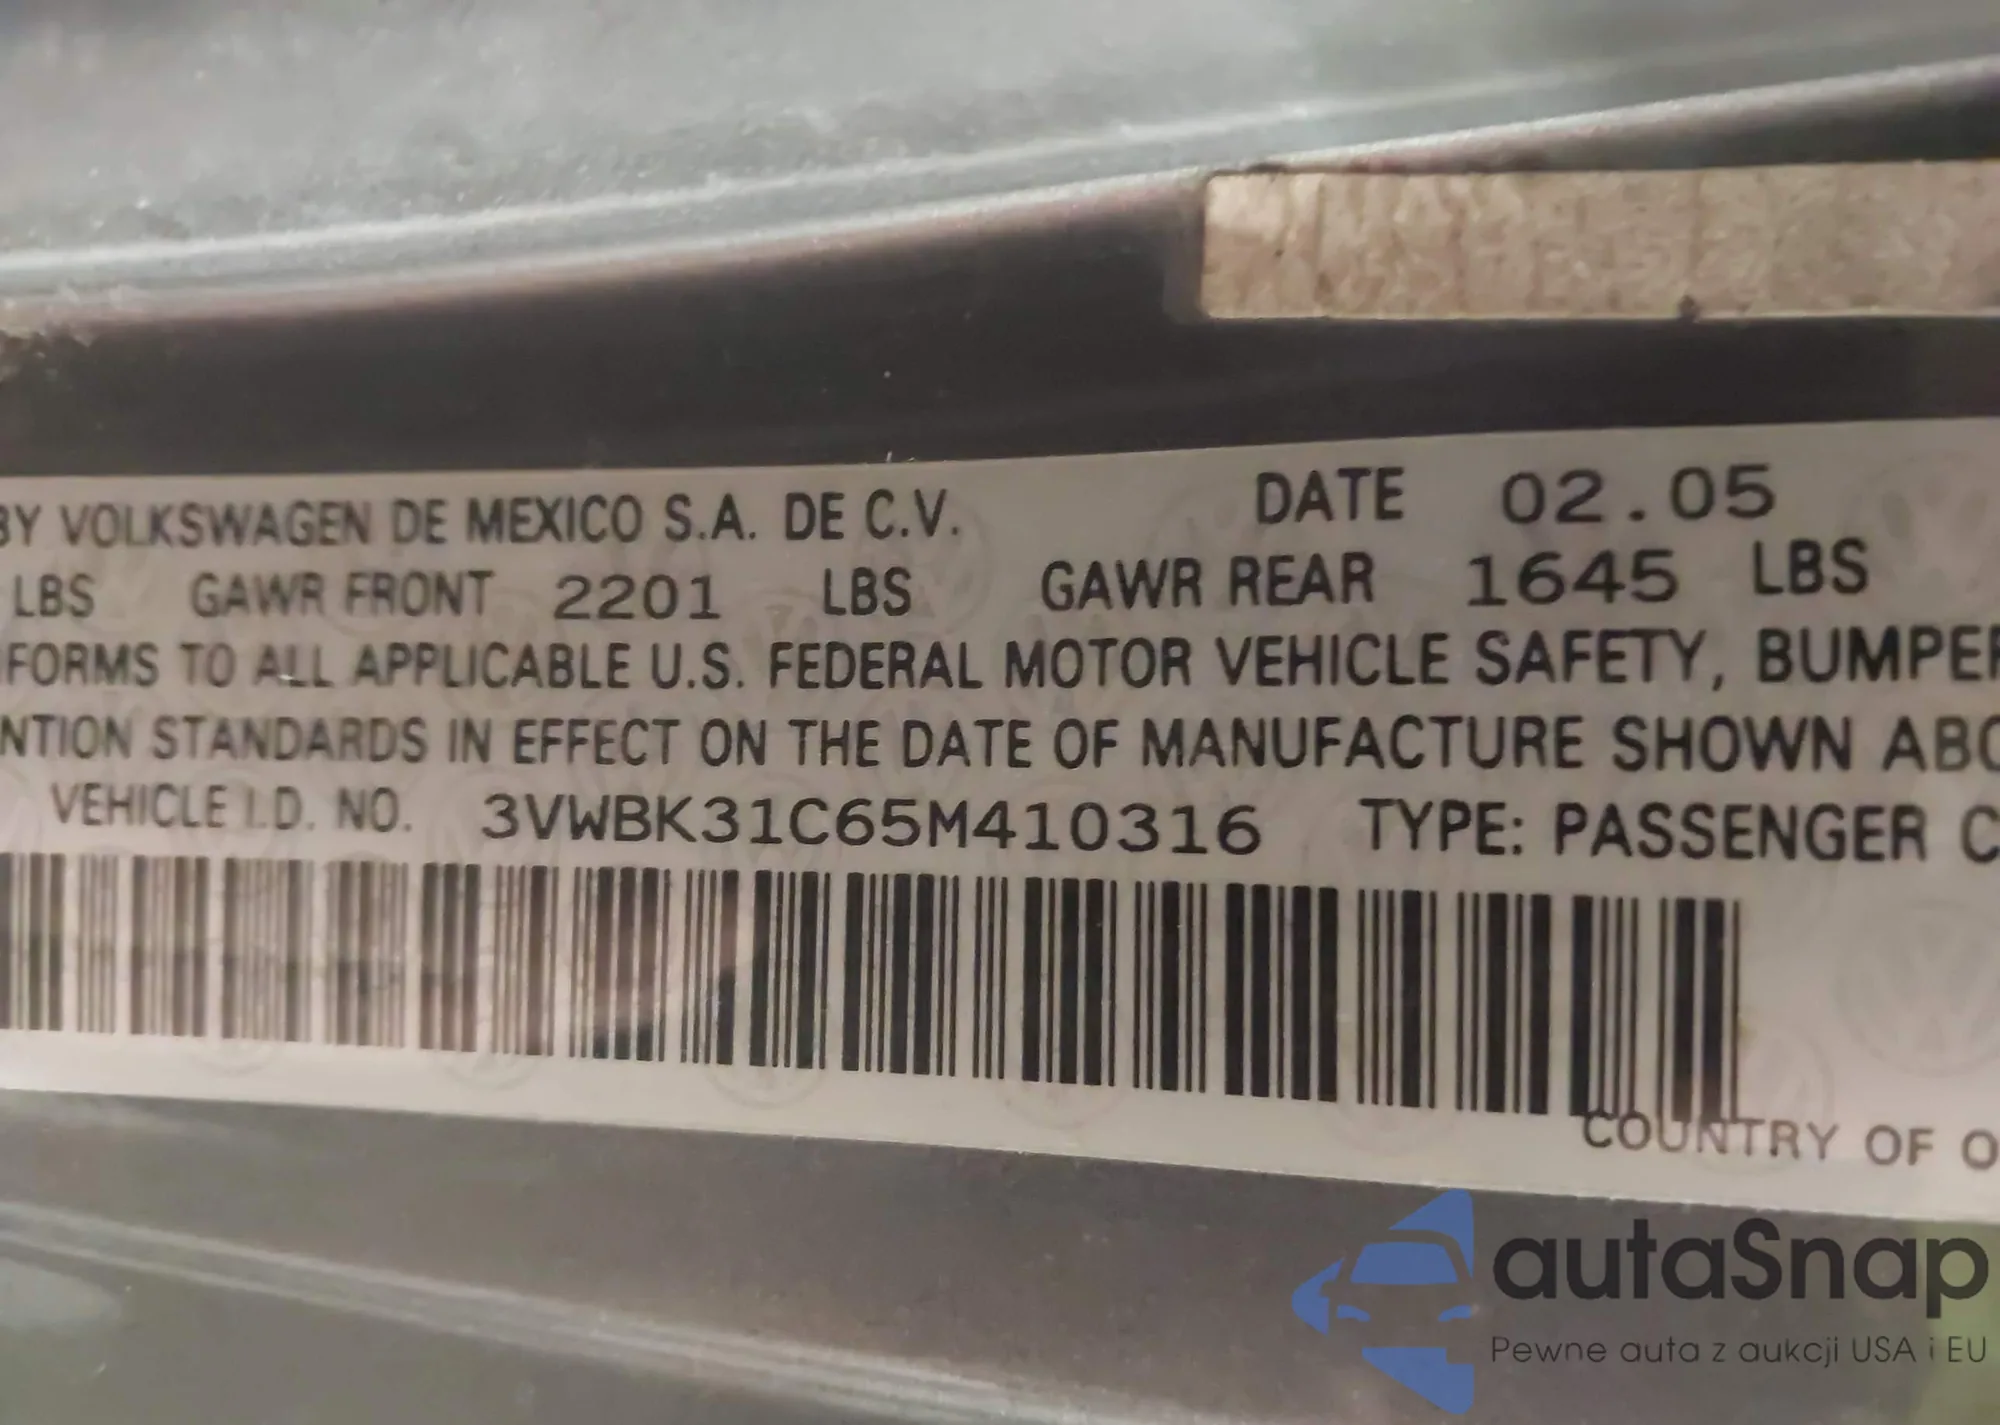 BY VOLKSWAGEN DE MEXICO S.A. DE C.V. DATE 02.05
LBS GAWR FRONT 2201 LBS GAWR REAR 1645 LBS
FORMS TO ALL APPLICABLE U.S. FEDERAL MOTOR VEHICLE SAFETY, BUMPER
NTION STANDARDS IN EFFECT ON THE DATE OF MANUFACTURE SHOWN ABO
VEHICLE I.D. NO. 3VWBK31C65M410316 TYPE: PASSENGER C
COUNTRY OF O
autaSnap
Pewne auta z aukcji USA i EU